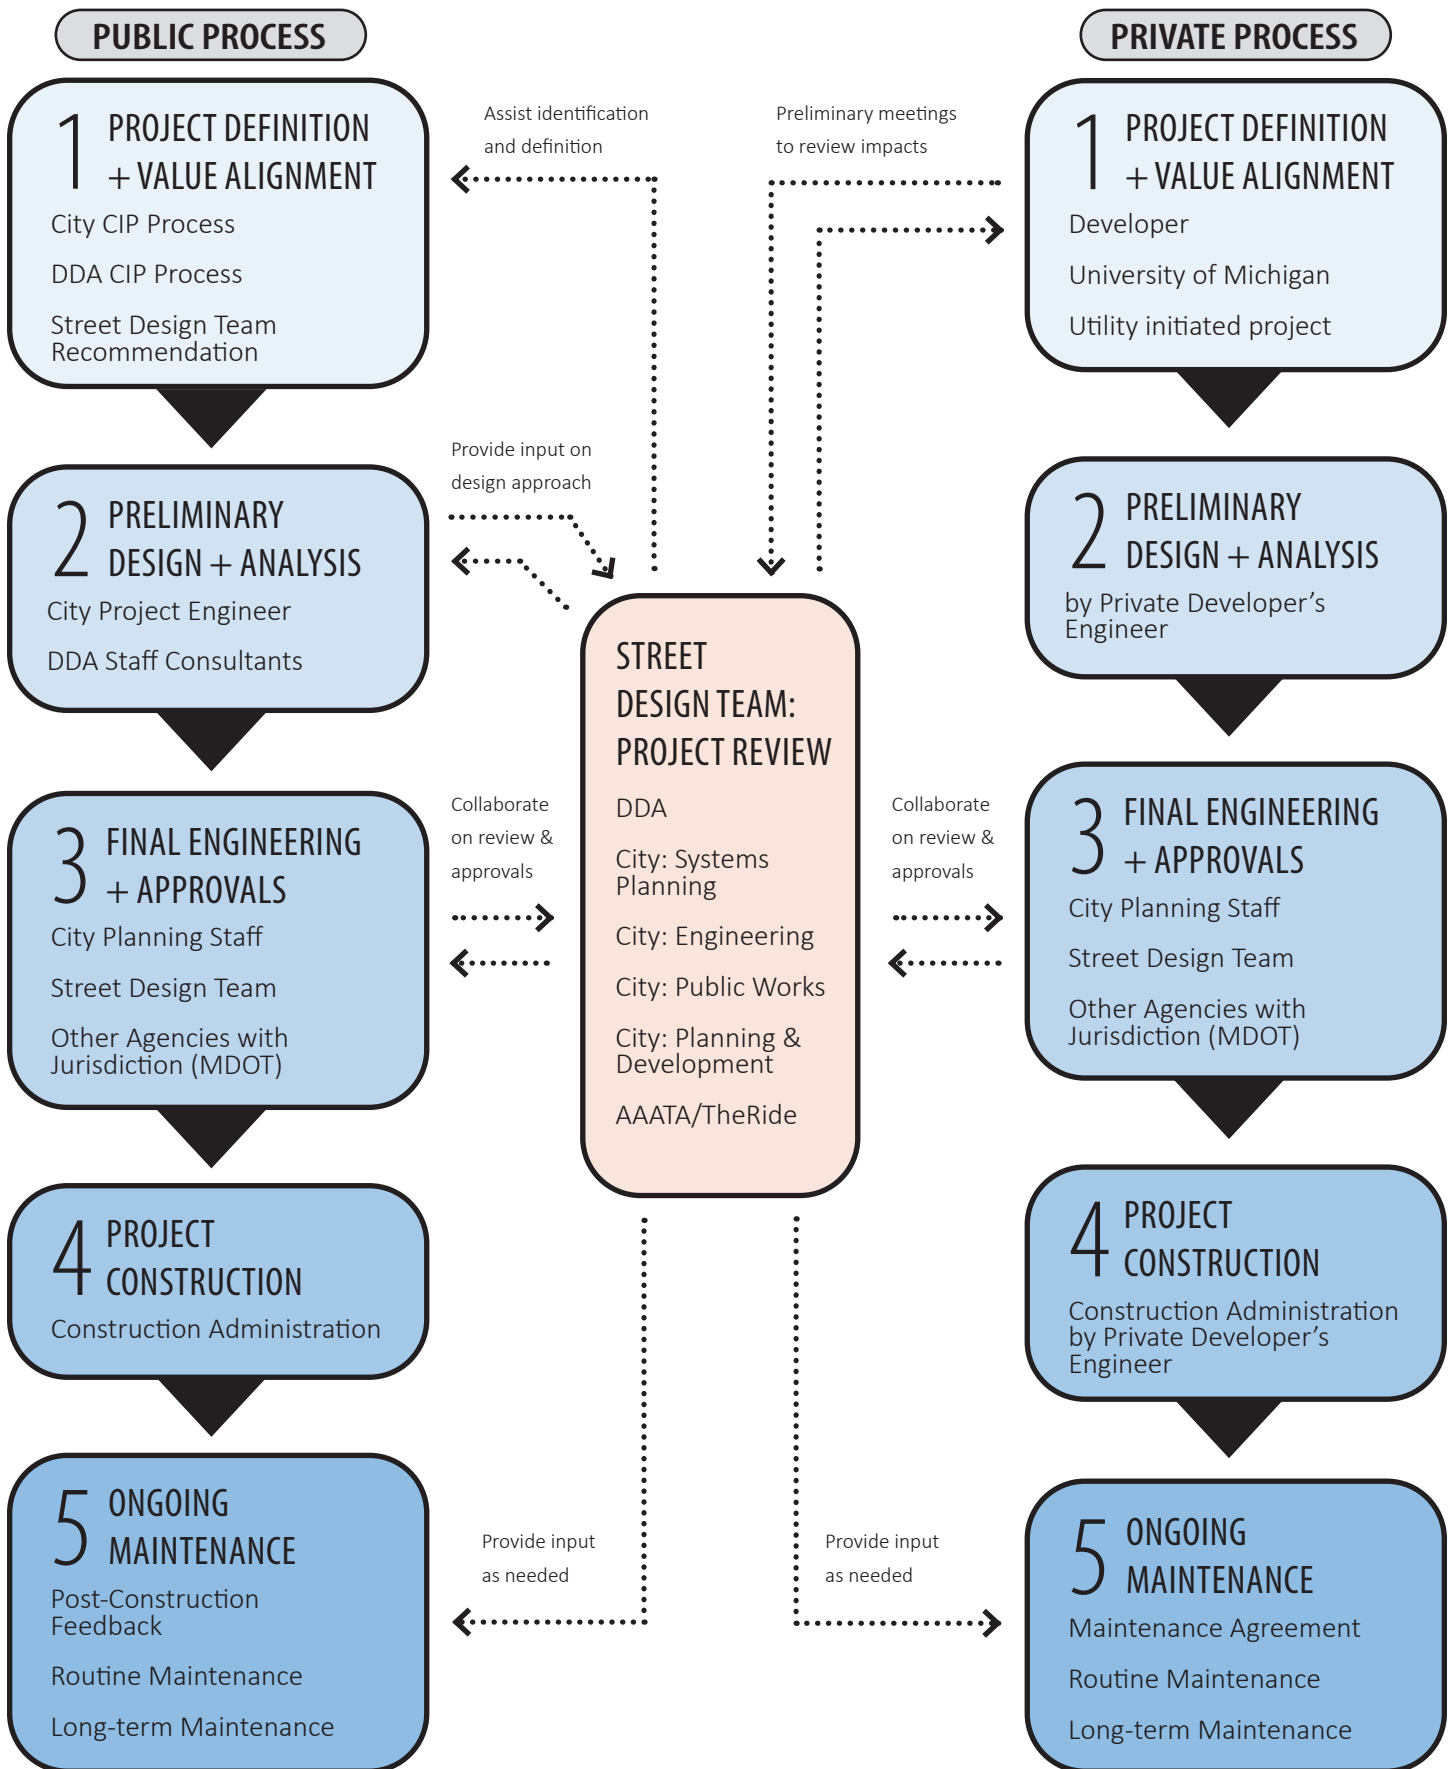 PUBLIC PROCESS
1 PROJECT DEFINITION
+ VALUE ALIGNMENT
City CIP Process
DDA CIP Process
Street Design Team
Recommendation
2 PRELIMINARY
DESIGN + ANALYSIS
City Project Engineer
DDA Staff Consultants
3 FINAL ENGINEERING
+ APPROVALS
City Planning Staff
Street Design Team
Other Agencies with
Jurisdiction (MDOT)
4 PROJECT
CONSTRUCTION
Construction Administration
5 ONGOING
MAINTENANCE
Post-Construction
Feedback
Routine Maintenance
Long-term Maintenance
Assist identification
and definition
Provide input on
design approach
Collaborate
on review &
approvals
Provide input
as needed
STREET
DESIGN TEAM:
PROJECT REVIEW
DDA
City: Systems
Planning
City: Engineering
City: Public Works
City: Planning &
Development
AAATA/TheRide
Preliminary meetings
to review impacts
Collaborate
on review &
approvals
Provide input
as needed
PRIVATE PROCESS
1 PROJECT DEFINITION
+ VALUE ALIGNMENT
Developer
University of Michigan
Utility initiated project
2 PRELIMINARY
DESIGN + ANALYSIS
by Private Developer’s
Engineer
3 FINAL ENGINEERING
+ APPROVALS
City Planning Staff
Street Design Team
Other Agencies with
Jurisdiction (MDOT)
4 PROJECT
CONSTRUCTION
Construction Administration
by Private Developer’s
Engineer
5 ONGOING
MAINTENANCE
Maintenance Agreement
Routine Maintenance
Long-term Maintenance